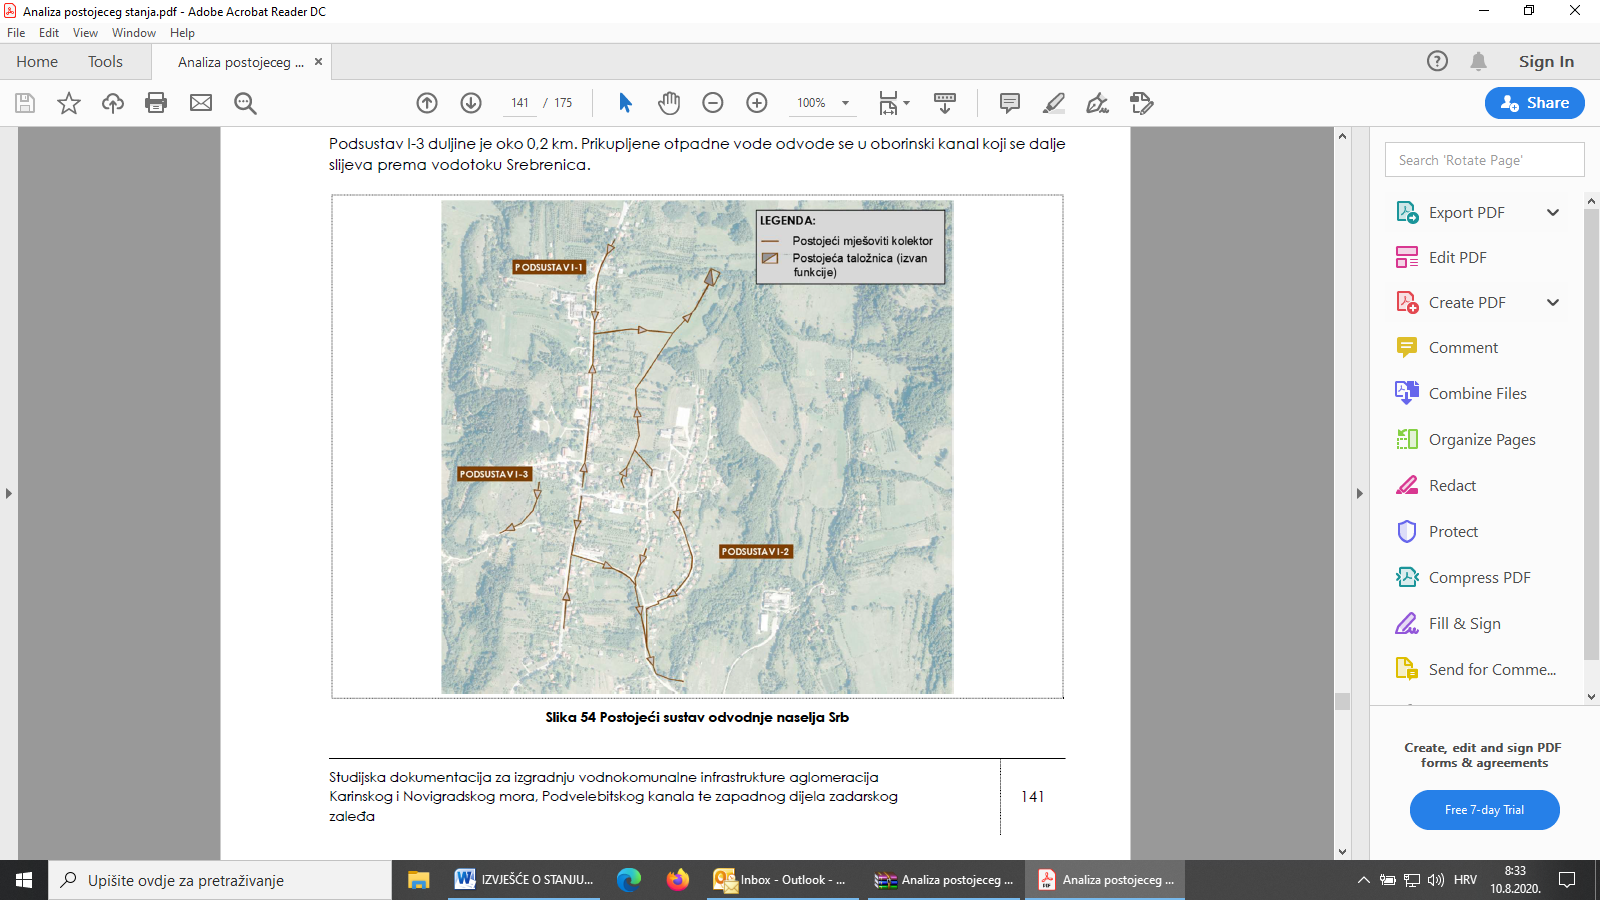 Analiza postojeceg stanja.pdf - Adobe Acrobat Reader DC
File Edit View Window Help
Home Tools Analiza postojeceg ... × Sign In
141 / 175 100% Share
Podsustav I-3 duljine je oko 0,2 km. Prikupljene otpadne vode odvode se u oborinski kanal koji se dalje
slijeva prema vodotoku Srebrenica.
LEGENDA:
Postojeći mješoviti kolektor
Postojeća taložnica (izvan
funkcije)
PODSUSTAV I-1
PODSUSTAV I-3
PODSUSTAV I-2
Slika 54 Postojeći sustav odvodnje naselja Srb
Studijska dokumentacija za izgradnju vodnokomunalne infrastrukture aglomeracija
Karinskog i Novigradskog mora, Podvelebitskog kanala te zapadnog dijela zadarskog
zaleđa
141
Search 'Rotate Page'
Export PDF
Edit PDF
Create PDF
Comment
Combine Files
Organize Pages
Redact
Protect
Compress PDF
Fill & Sign
Send for Comme...
Create, edit and sign PDF
forms & agreements
Free 7-day Trial
Upišite ovdje za pretraživanje
IZVJEŠĆE O STANJU...
Inbox - Outlook - ...
Analiza postojeceg ...
Analiza postojeceg ...
HRV
8:33
10.8.2020.